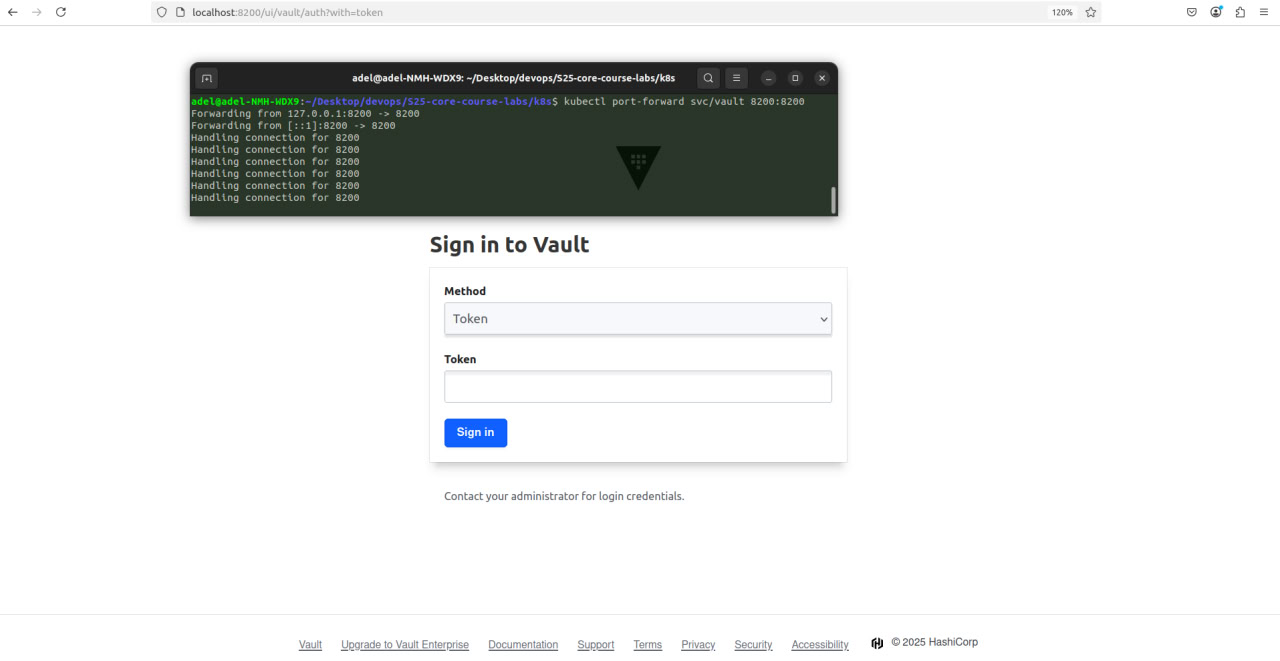 localhost:8200/ui/vault/auth?with=token
120%
adel@adel-NMH-WDX9: ~/Desktop/devops/S25-core-course-labs/k8s
adel@adel-NMH-WDX9:~/Desktop/devops/S25-core-course-labs/k8s$ kubectl port-forward svc/vault 8200:8200
Forwarding from 127.0.0.1:8200 -> 8200
Forwarding from [::1]:8200 -> 8200
Handling connection for 8200
Handling connection for 8200
Handling connection for 8200
Handling connection for 8200
Handling connection for 8200
Handling connection for 8200
Sign in to Vault
Method
Token
Token
Sign in
Contact your administrator for login credentials.
Vault Upgrade to Vault Enterprise Documentation Support Terms Privacy Security Accessibility © 2025 HashiCorp